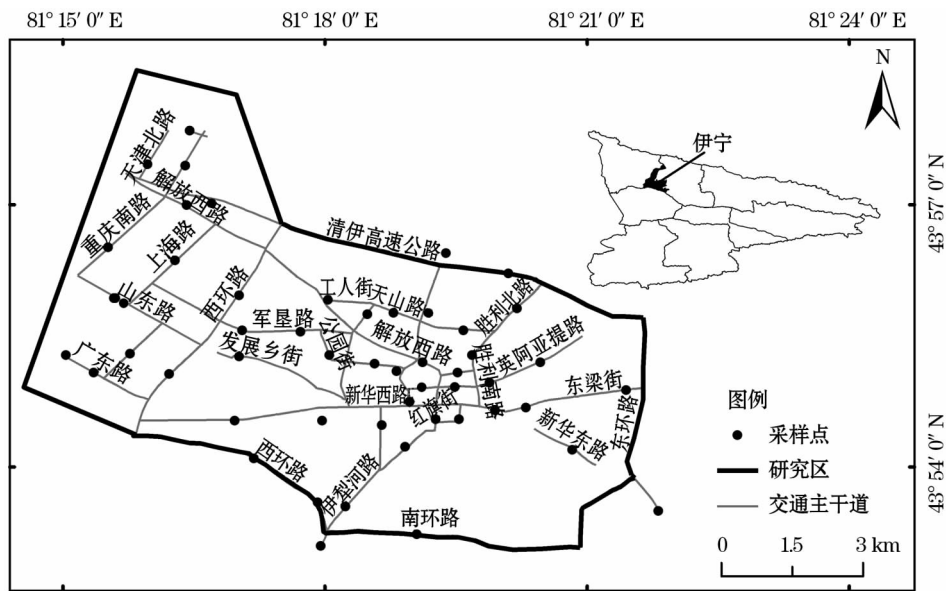 81° 15′ 0″ E
81° 18′ 0″ E
81° 21′ 0″ E
81° 24′ 0″ E
N
伊宁
43° 57′ 0″ N
43° 54′ 0″ N
天津北路
解放西路
重庆南路
上海路
清伊高速公路
山东路
西环路
工人街
天山路
胜利北路
军垦路
公园街
解放西路
发展乡街
胜利南路
英阿亚提路
广东路
新华西路
红旗街
东梁街
新华东路
东环路
西环路
伊犁河路
南环路
图例
采样点
研究区
交通主干道
0 1.5 3 km